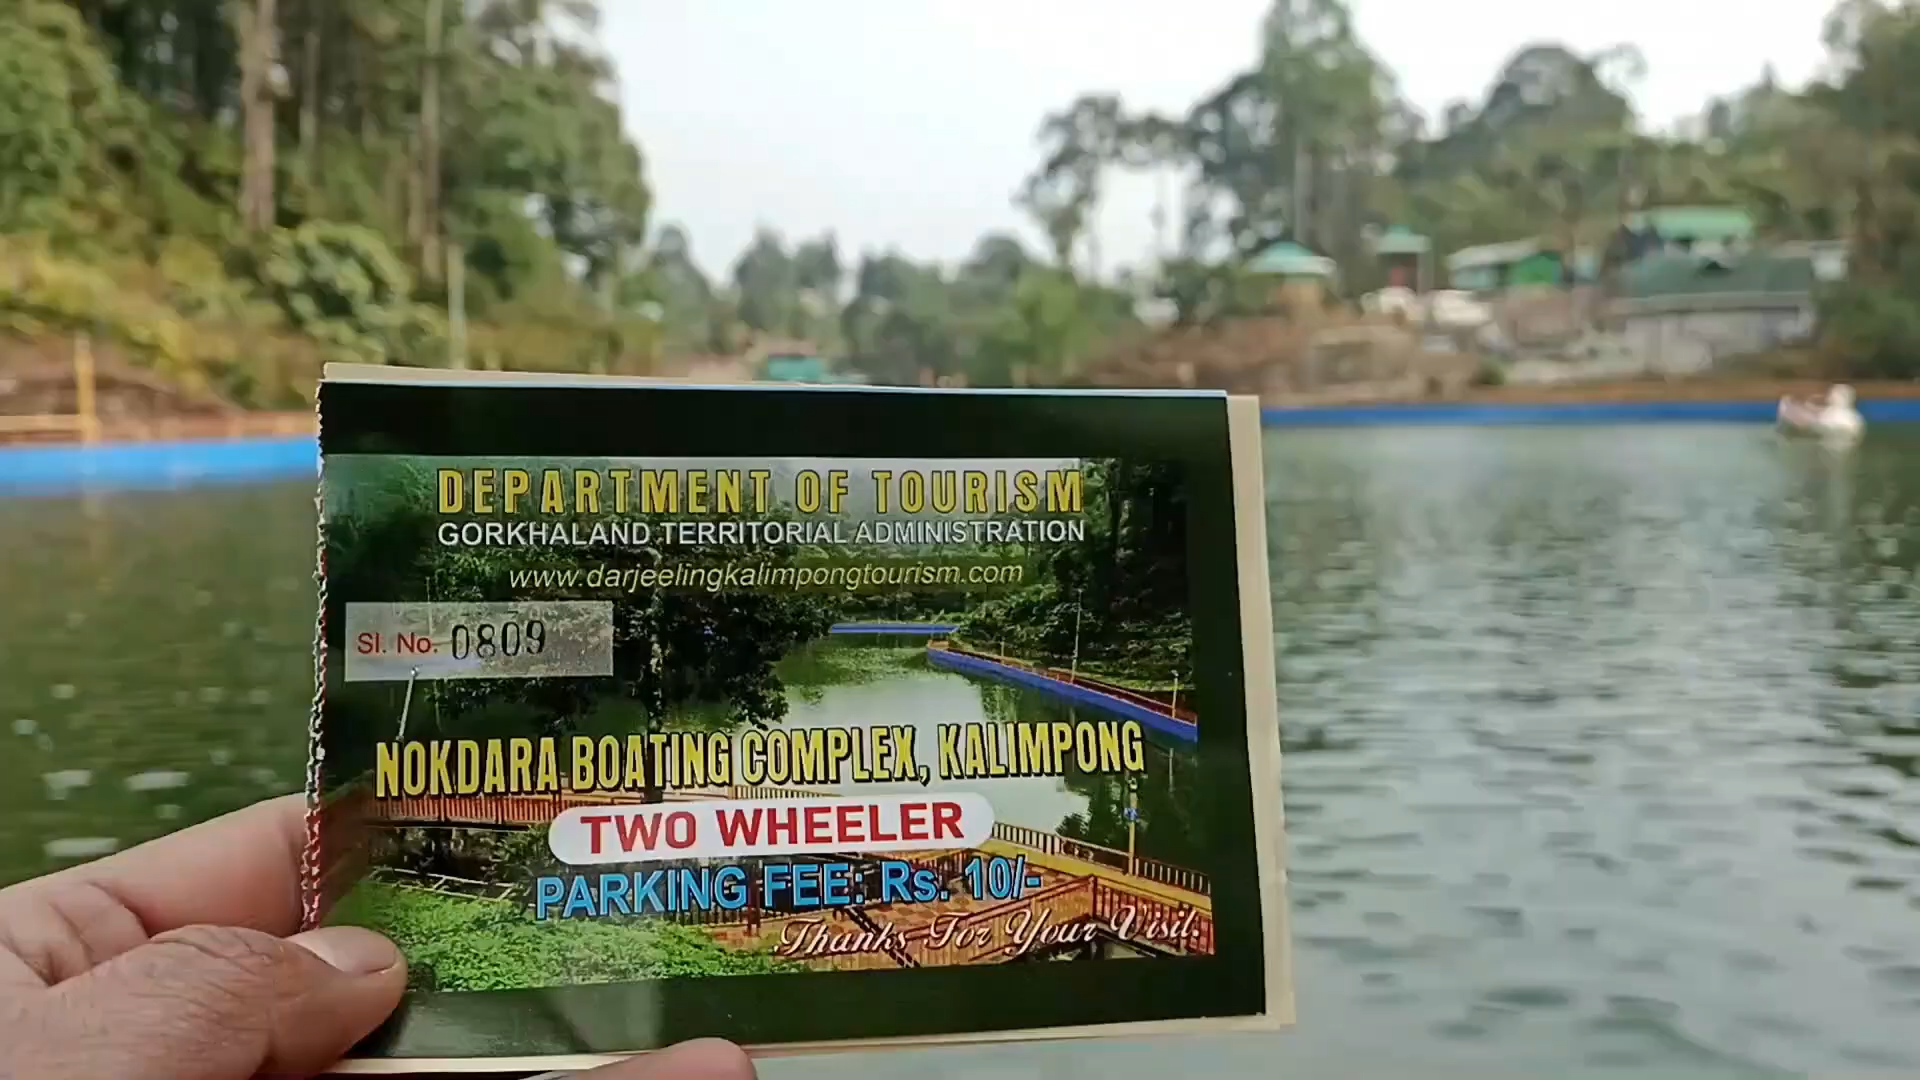 DEPARTMENT OF TOURISM
GORKHALAND TERRITORIAL ADMINISTRATION
www.darjeelingkalimpongtourism.com
Sl. No. 0809
NOKDARA BOATING COMPLEX, KALIMPONG
TWO WHEELER
PARKING FEE: Rs. 10/-
Thanks For Your Visit.